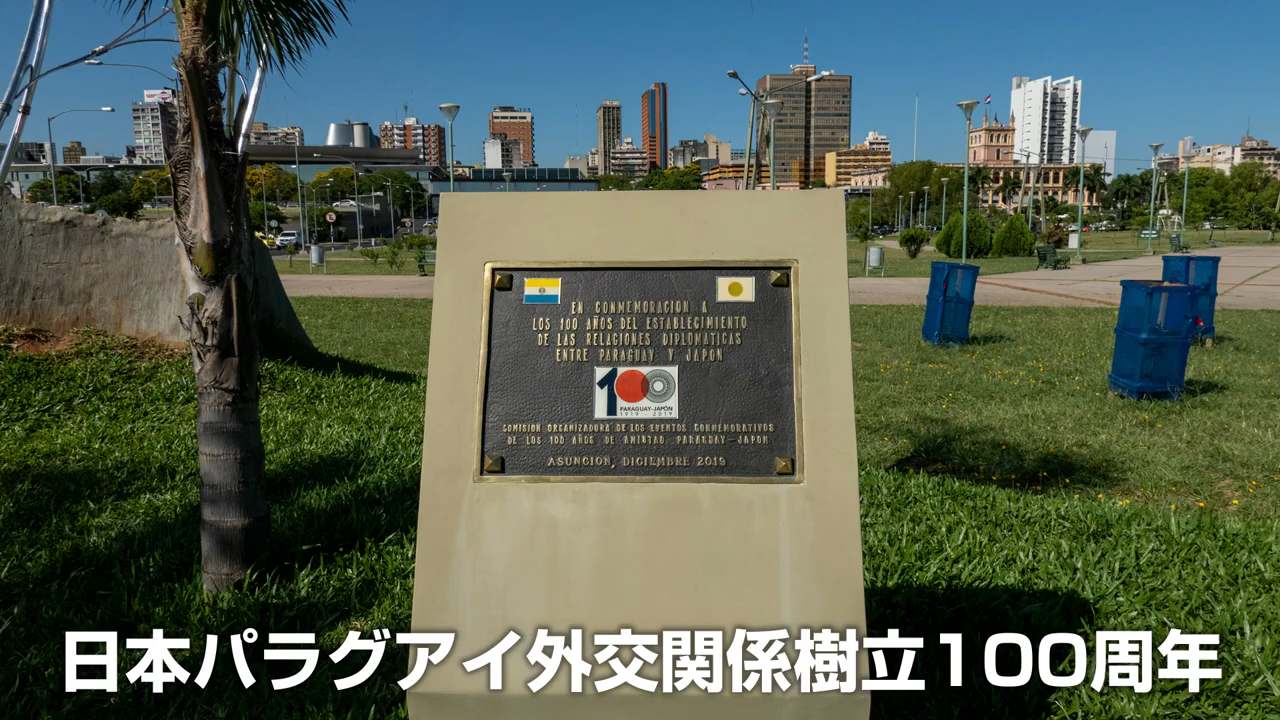 EN CONMEMORACION A
LOS 100 AÑOS DEL ESTABLECIMIENTO
DE LAS RELACIONES DIPLOMATICAS
ENTRE PARAGUAY Y JAPON
100
PARAGUAY-JAPÓN
1919 - 2019
COMISION ORGANIZADORA DE LOS EVENTOS CONMEMORATIVOS
DE LOS 100 AÑOS DE AMISTAD PARAGUAY-JAPON
ASUNCION, DICIEMBRE 2019
日本パラグアイ外交関係樹立100周年